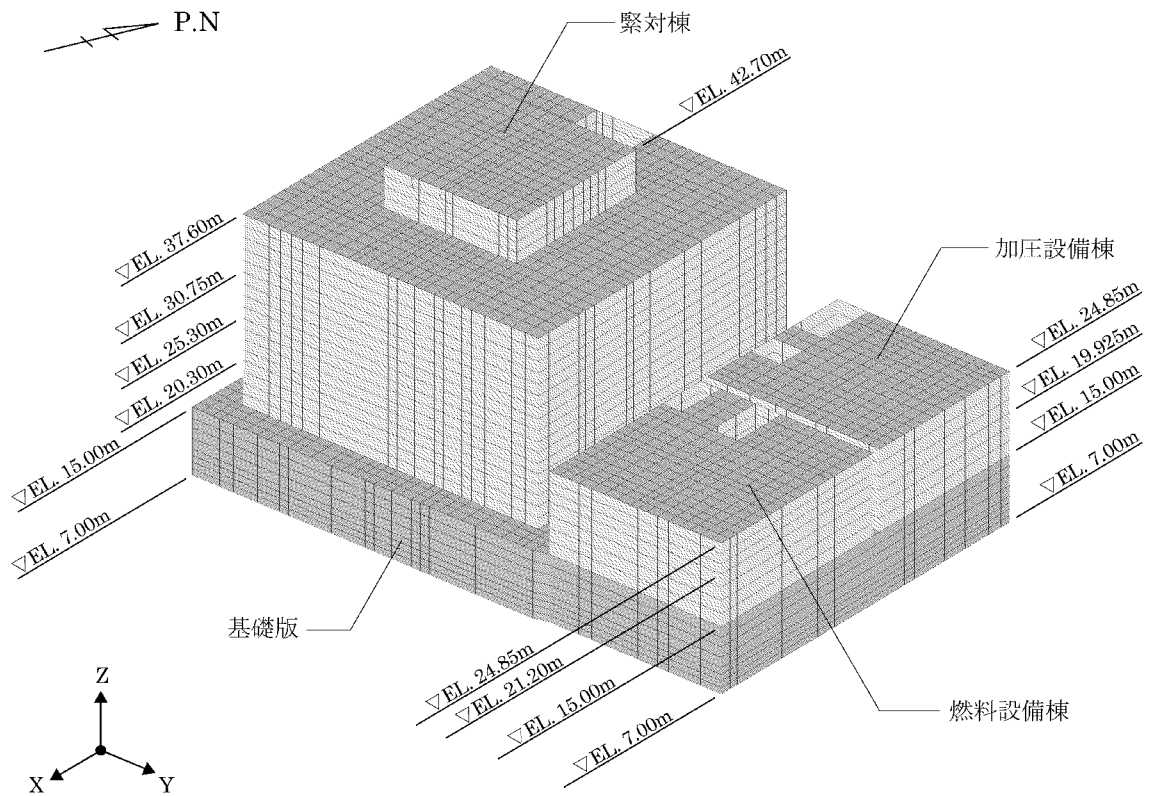 P.N
緊対棟
▽EL. 42.70m
加圧設備棟
▽EL. 37.60m
▽EL. 30.75m
▽EL. 25.30m
▽EL. 20.30m
▽EL. 15.00m
▽EL. 7.00m
▽EL. 24.85m
▽EL. 19.925m
▽EL. 15.00m
▽EL. 7.00m
基礎版
▽EL. 24.85m
▽EL. 21.20m
▽EL. 15.00m
▽EL. 7.00m
燃料設備棟
Z
X
Y